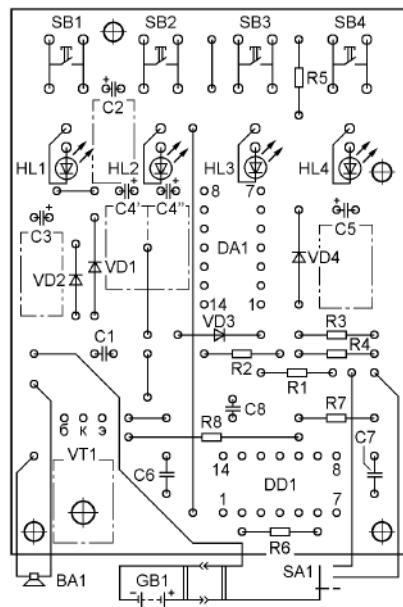 SB1 SB2 SB3 SB4
+ C2 R5
HL1 HL2 HL3 HL4
+ + +
C4' C4" 8 7 C5
+
C3 DA1
VD2 VD1 VD4
14 1
VD3 R3
C1 R2 R4
R1
C8 R7
б к э R8 C7
VT1 C6 14 8
DD1
1 7
R6
BA1 - GB1 + SA1